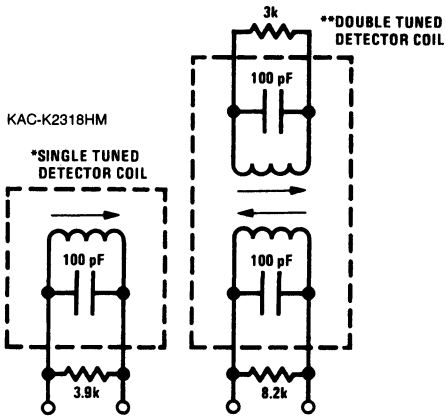 3k
**DOUBLE TUNED
DETECTOR COIL
100 pF
KAC-K2318HM
*SINGLE TUNED
DETECTOR COIL
100 pF
100 pF
3.9k
8.2k